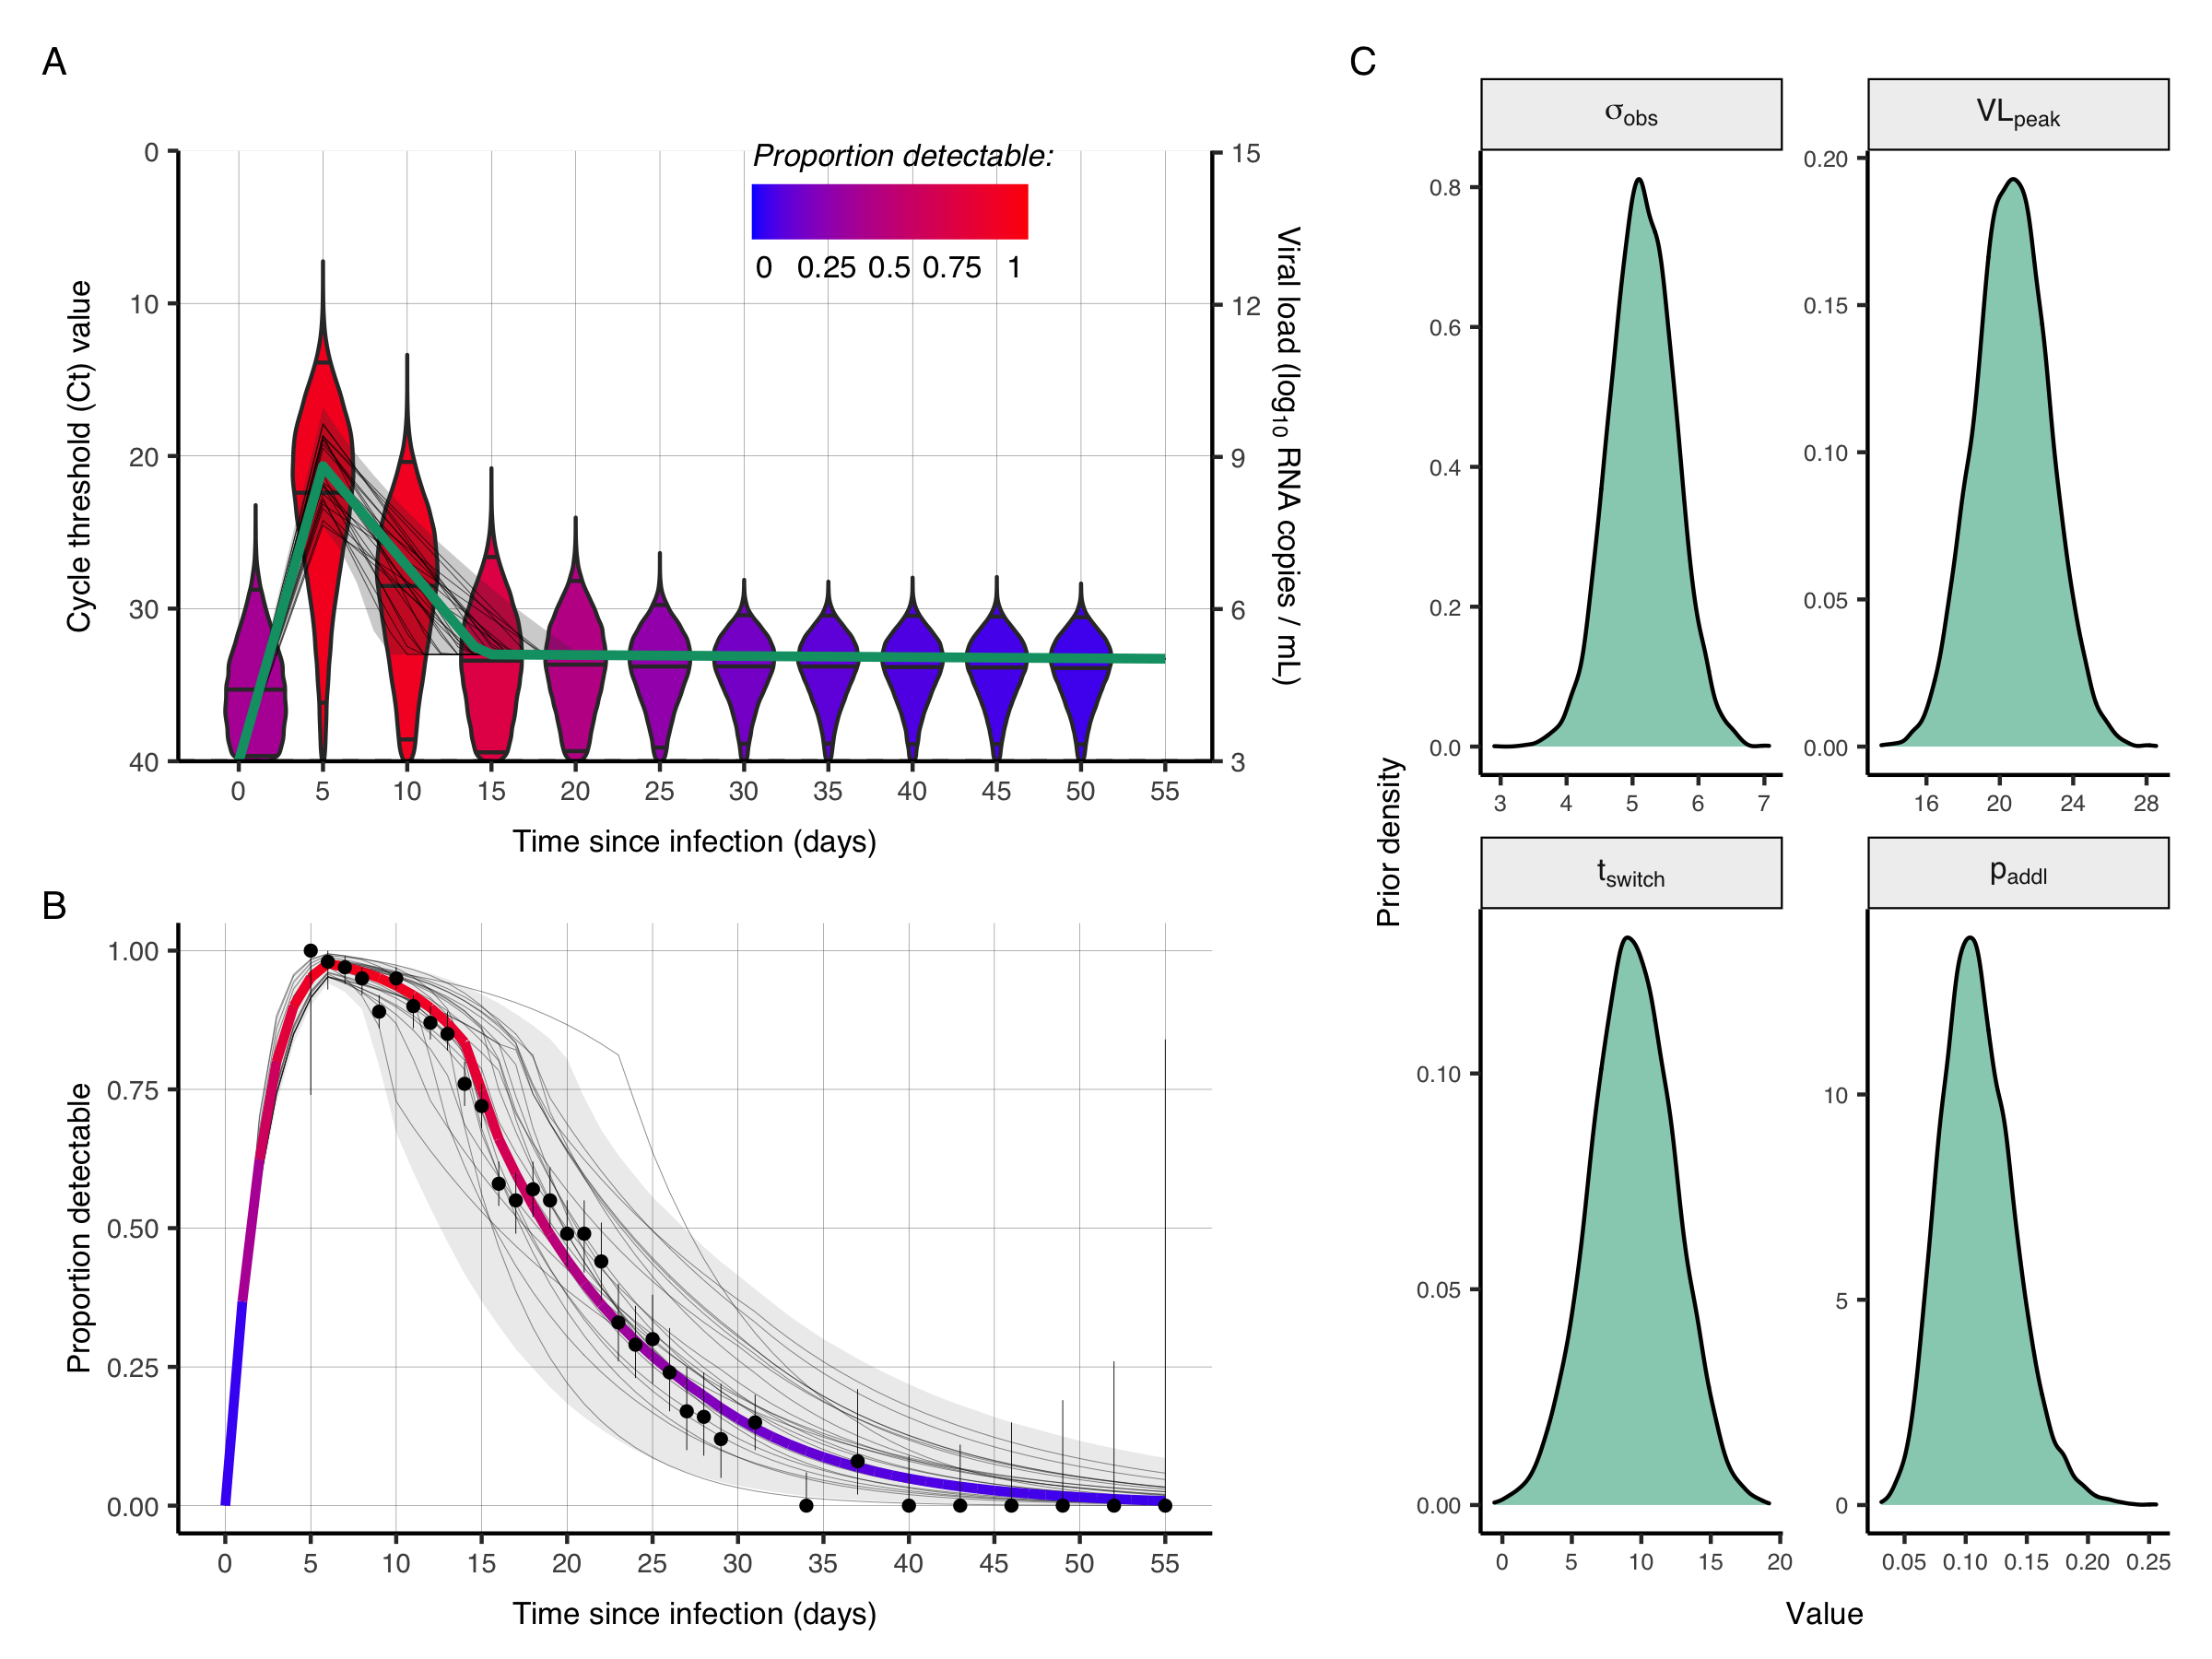 A
Proportion detectable:
0 0.25 0.5 0.75 1
0
10
20
30
40
Cycle threshold (Ct) value
15
12
9
6
3
Viral load (log10 RNA copies / mL)
0 5 10 15 20 25 30 35 40 45 50 55
Time since infection (days)
B
1.00
0.75
0.50
0.25
0.00
Proportion detectable
0 5 10 15 20 25 30 35 40 45 50 55
Time since infection (days)
C
Prior density
σobs
0.8
0.6
0.4
0.2
0.0
3 4 5 6 7
VLpeak
0.20
0.15
0.10
0.05
0.00
16 20 24 28
tswitch
0.10
0.05
0.00
0 5 10 15 20
paddl
10
5
0
0.05 0.10 0.15 0.20 0.25
Value